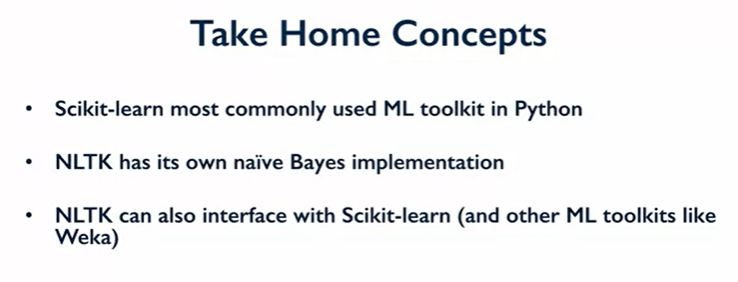 Take Home Concepts
• Scikit-learn most commonly used ML toolkit in Python
• NLTK has its own naïve Bayes implementation
• NLTK can also interface with Scikit-learn (and other ML toolkits like
Weka)